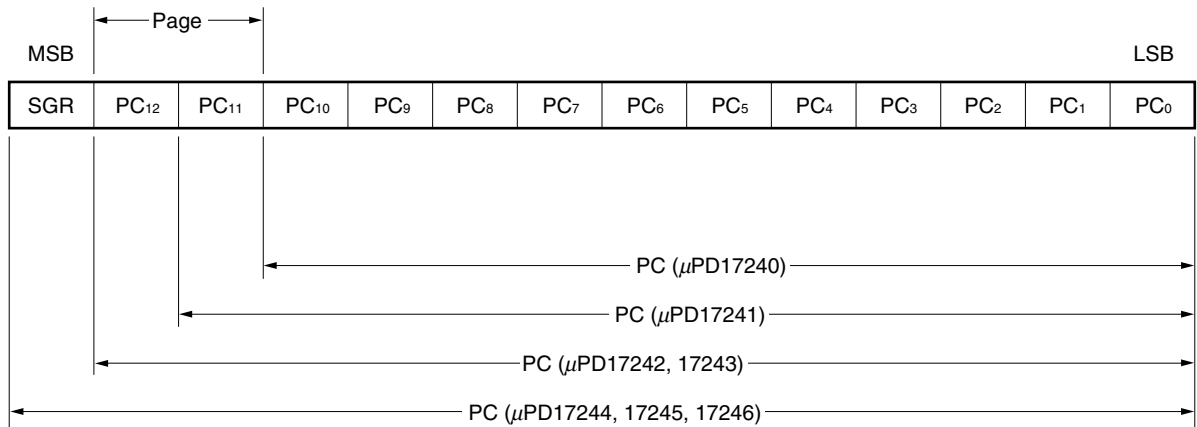 Page
MSB LSB
SGR PC12 PC11 PC10 PC9 PC8 PC7 PC6 PC5 PC4 PC3 PC2 PC1 PC0
PC (μPD17240)
PC (μPD17241)
PC (μPD17242, 17243)
PC (μPD17244, 17245, 17246)